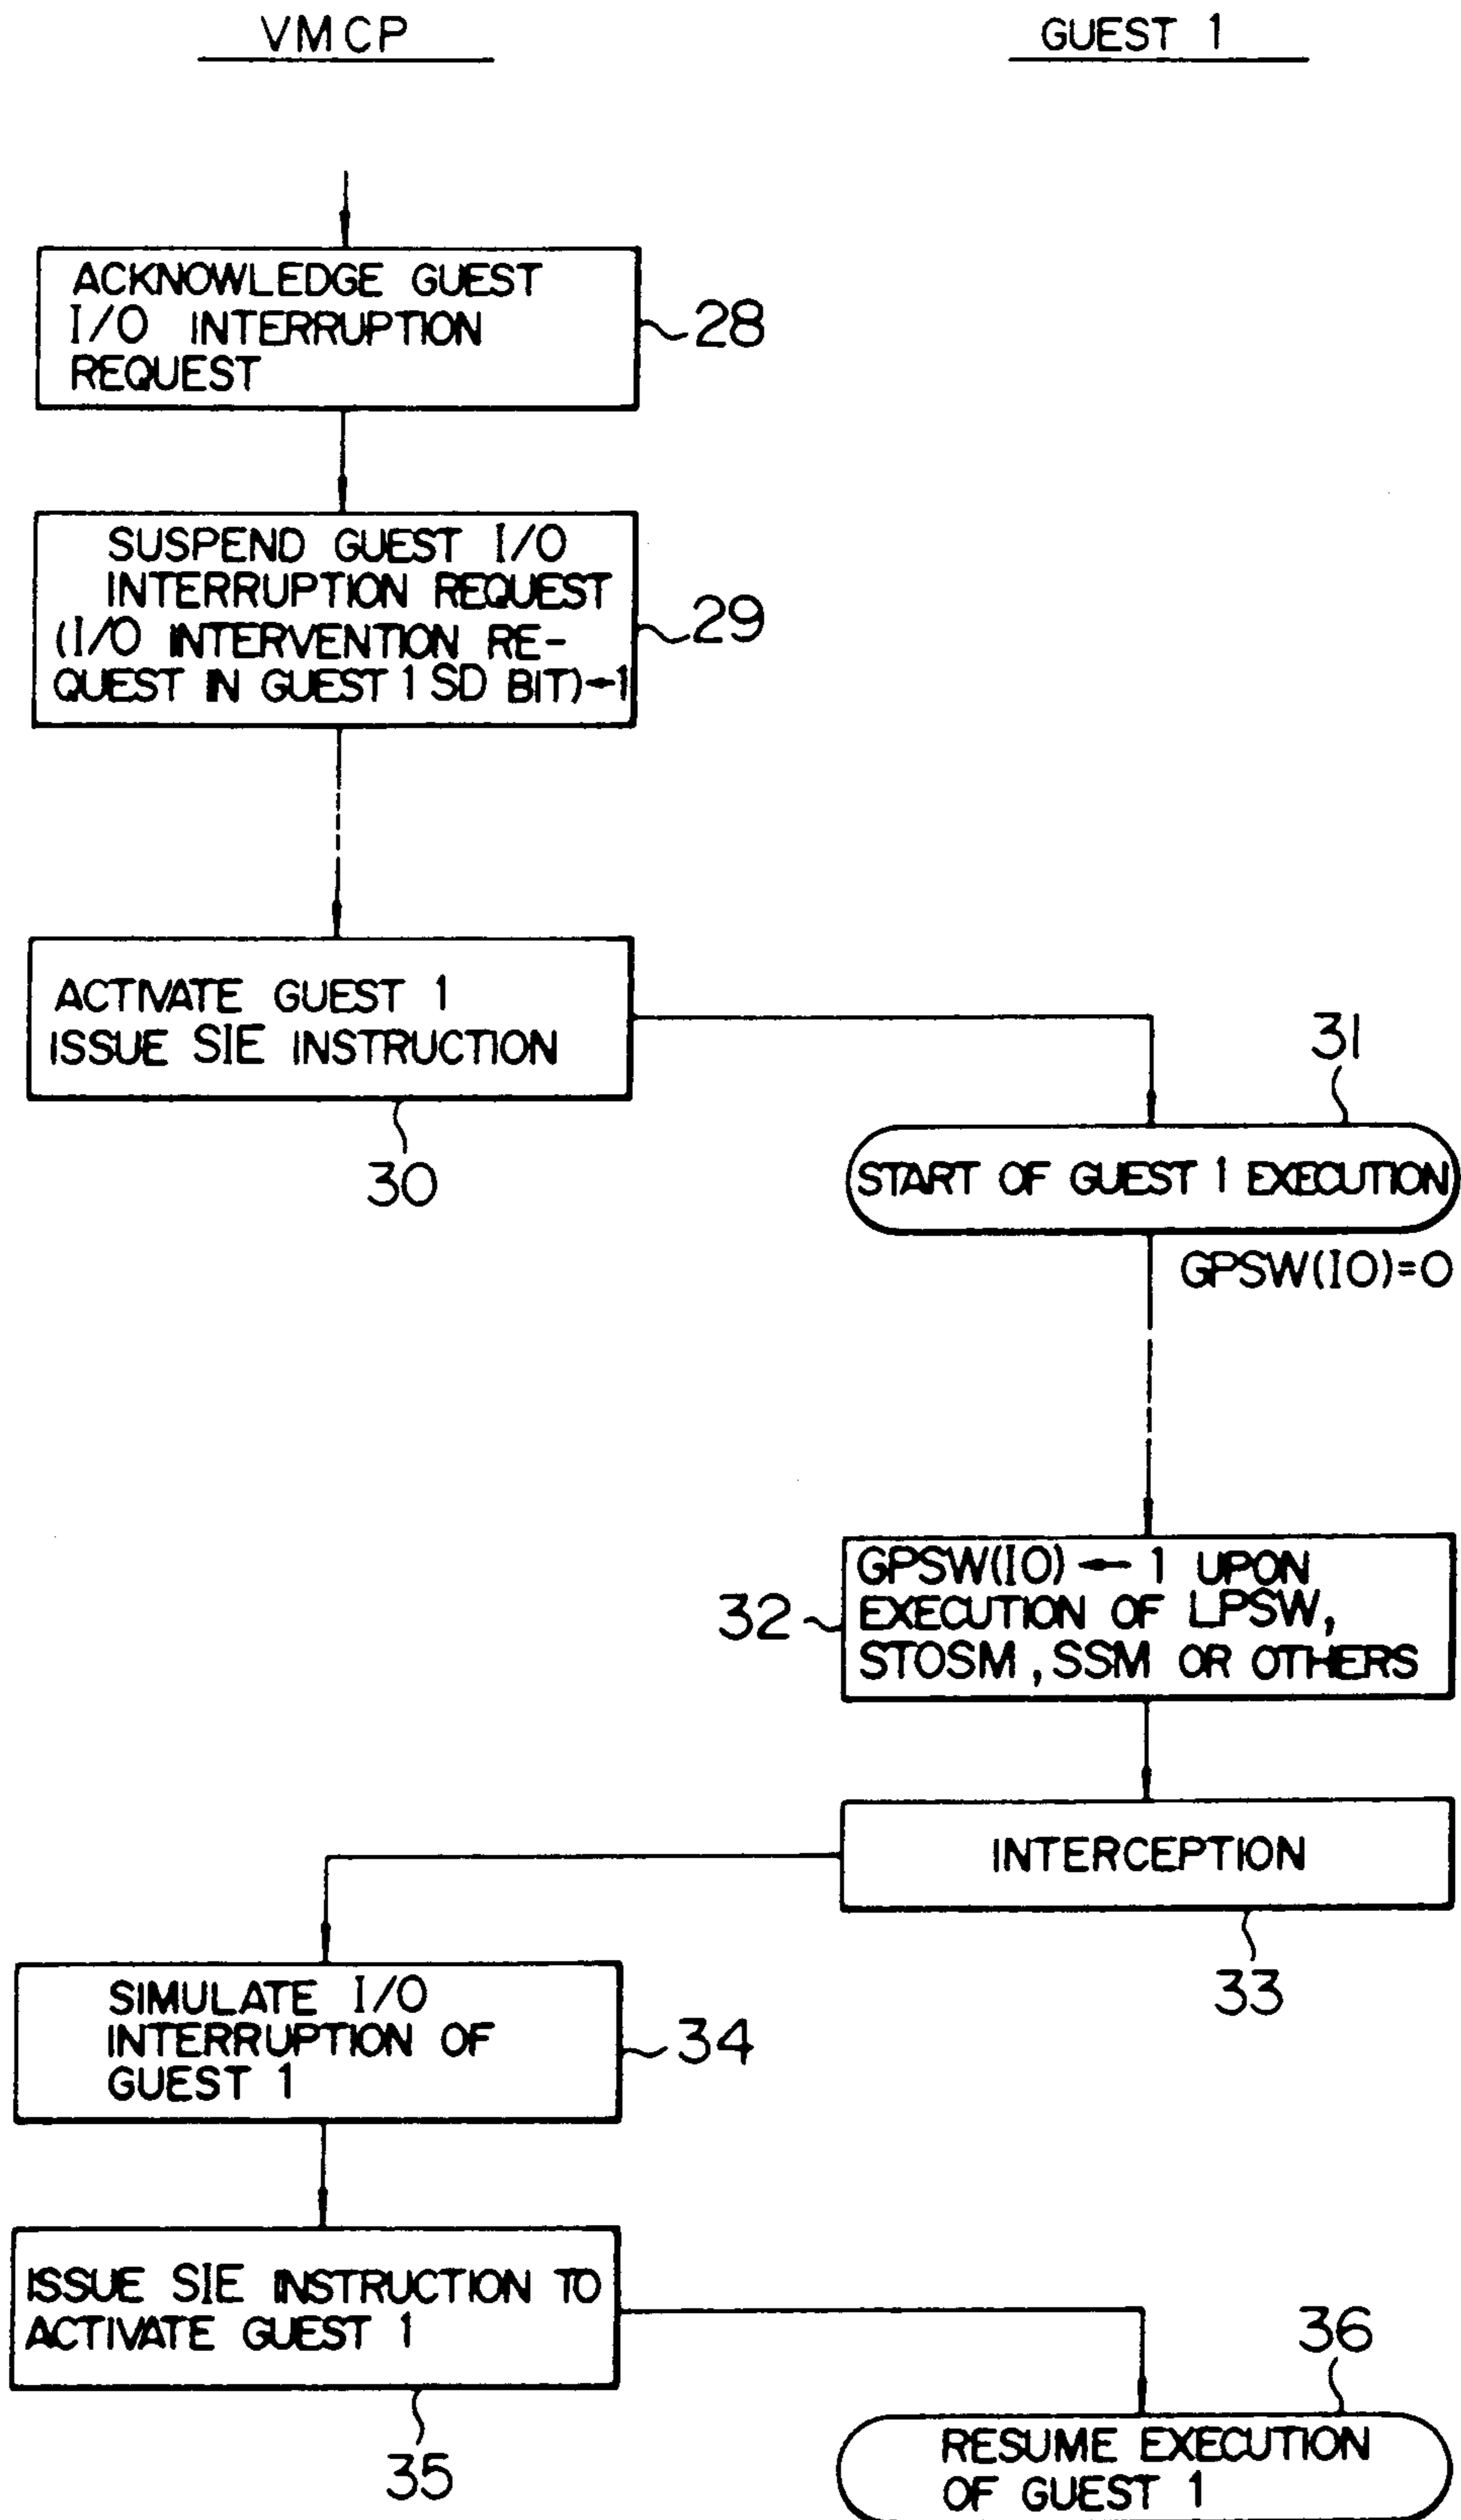 VMCP
GUEST 1
ACKNOWLEDGE GUEST
I/O INTERRUPTION
REQUEST
28
SUSPEND GUEST I/O
INTERRUPTION REQUEST
(I/O INTERVENTION RE-
QUEST IN GUEST 1 SD BIT)←1
29
ACTIVATE GUEST 1
ISSUE SIE INSTRUCTION
30
31
START OF GUEST 1 EXECUTION
GPSW(IO)=0
32
GPSW(IO)←1 UPON
EXECUTION OF LPSW,
STOSM, SSM OR OTHERS
INTERCEPTION
33
SIMULATE I/O
INTERRUPTION OF
GUEST 1
34
ISSUE SIE INSTRUCTION TO
ACTIVATE GUEST 1
35
36
RESUME EXECUTION
OF GUEST 1